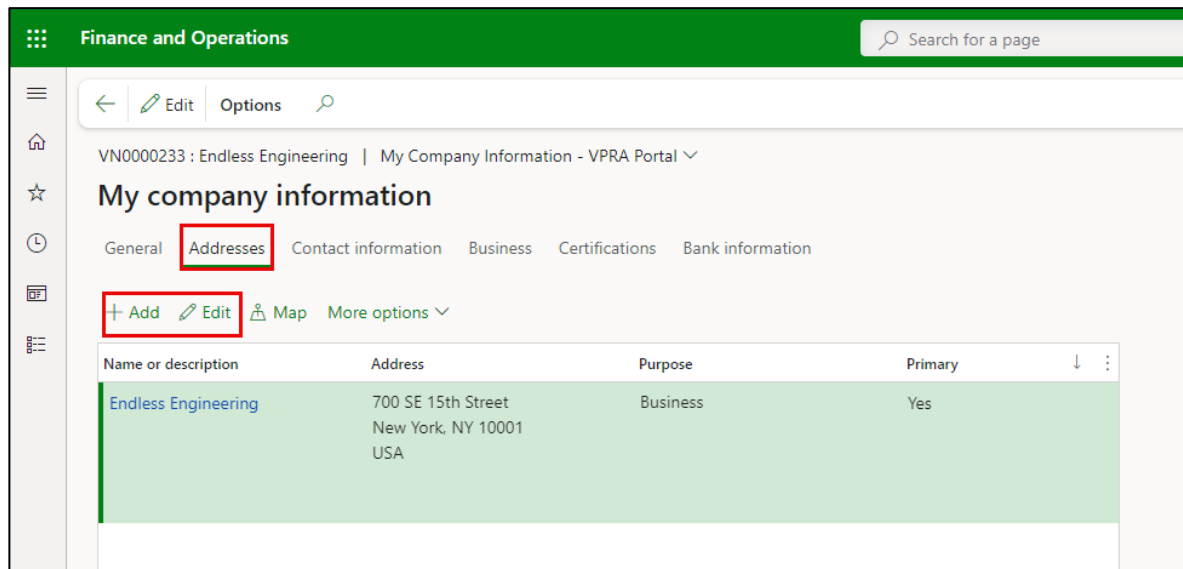 Finance and Operations
Search for a page
Edit Options
VN0000233 : Endless Engineering | My Company Information - VPRA Portal
My company information
General Addresses Contact information Business Certifications Bank information
+ Add Edit Map More options
Name or description Address Purpose Primary ↓
Endless Engineering 700 SE 15th Street Business Yes
New York, NY 10001
USA